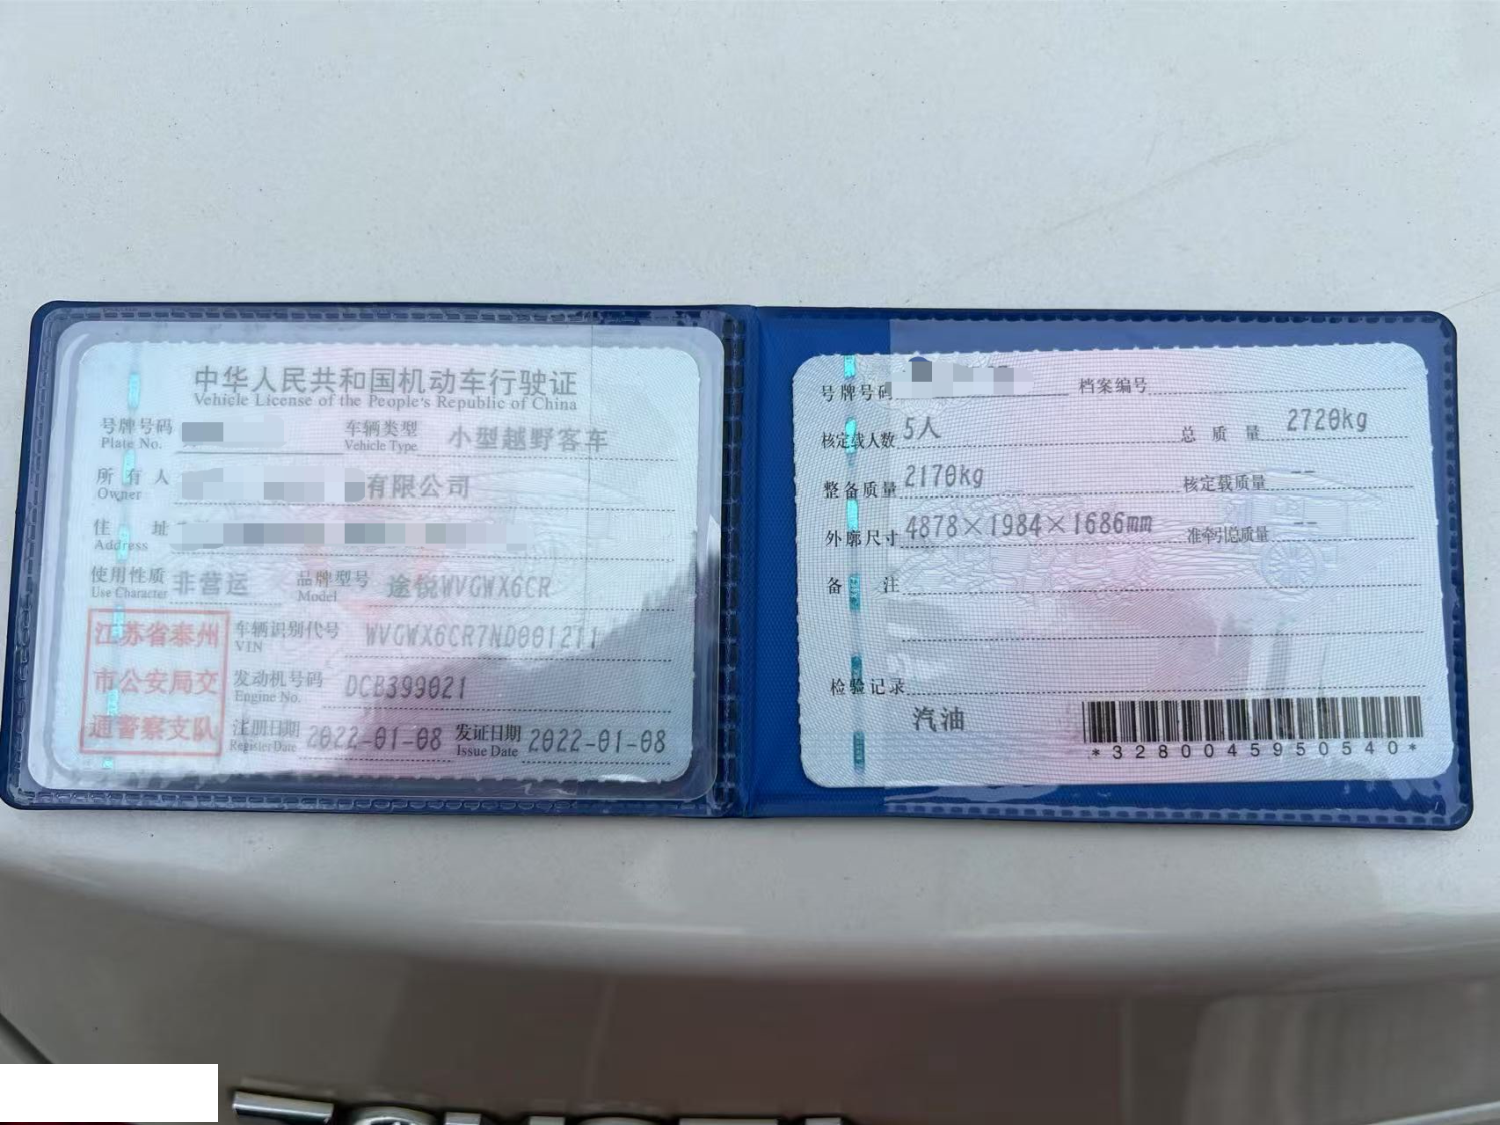 中华人民共和国机动车行驶证
Vehicle License of the People's Republic of China
号牌号码 车辆类型 小型越野客车
Plate No. Vehicle Type
所有人 有限公司
Owner
住址
Address
使用性质 非营运 品牌型号 途锐WVGWX6CR
Use Character Model
江苏省泰州
市公安局交
通警察支队
车辆识别代号 WVGWX6CR7ND001211
VIN
发动机号码 DCB399021
Engine No.
注册日期 2022-01-08 发证日期 2022-01-08
Register Date Issue Date
号牌号码 档案编号
核定载人数 5人 总质量 2720kg
整备质量 2170kg 核定载质量 --
外廓尺寸 4878×1984×1686mm 准牵引总质量 --
备注
检验记录
汽油
*3280045950540*